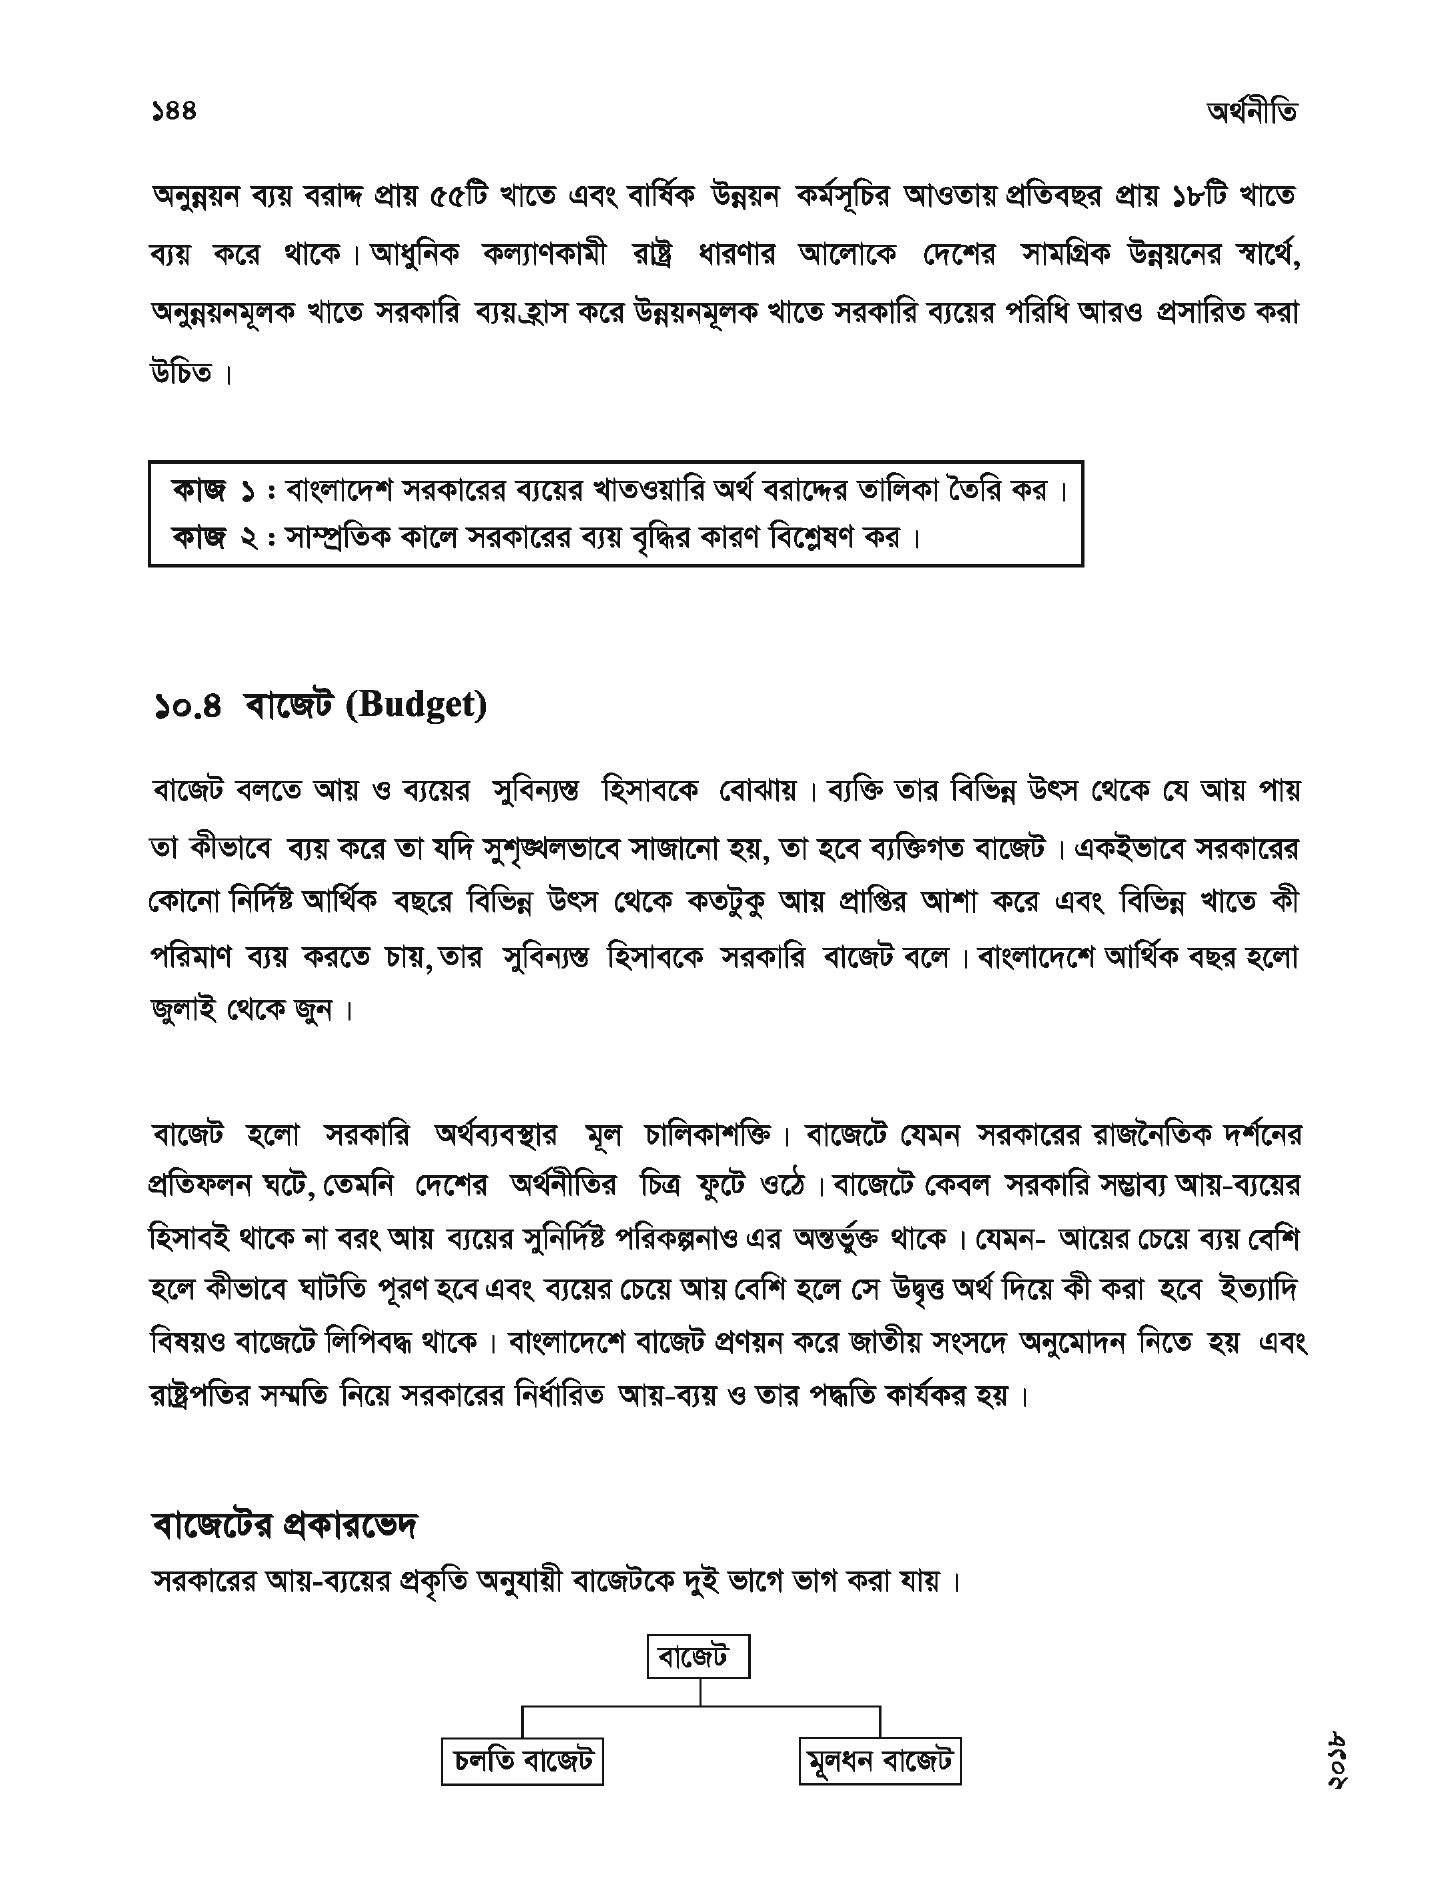 ১৪৪
অর্থনীতি
অনুন্নয়ন ব্যয় বরাদ্দ প্রায় ৫৫টি খাতে এবং বার্ষিক উন্নয়ন কর্মসূচির আওতায় প্রতিবছর প্রায় ১৮টি খাতে
ব্যয় করে থাকে। আধুনিক কল্যাণকামী রাষ্ট্র ধারণার আলোকে দেশের সামগ্রিক উন্নয়নের স্বার্থে,
অনুন্নয়নমূলক খাতে সরকারি ব্যয় হ্রাস করে উন্নয়নমূলক খাতে সরকারি ব্যয়ের পরিধি আরও প্রসারিত করা
উচিত।
কাজ ১ : বাংলাদেশ সরকারের ব্যয়ের খাতওয়ারি অর্থ বরাদ্দের তালিকা তৈরি কর।
কাজ ২ : সাম্প্রতিক কালে সরকারের ব্যয় বৃদ্ধির কারণ বিশ্লেষণ কর।
১০.৪ বাজেট (Budget)
বাজেট বলতে আয় ও ব্যয়ের সুবিন্যস্ত হিসাবকে বোঝায়। ব্যক্তি তার বিভিন্ন উৎস থেকে যে আয় পায়
তা কীভাবে ব্যয় করে তা যদি সুশৃঙ্খলভাবে সাজানো হয়, তা হবে ব্যক্তিগত বাজেট। একইভাবে সরকারের
কোনো নির্দিষ্ট আর্থিক বছরে বিভিন্ন উৎস থেকে কতটুকু আয় প্রাপ্তির আশা করে এবং বিভিন্ন খাতে কী
পরিমাণ ব্যয় করতে চায়, তার সুবিন্যস্ত হিসাবকে সরকারি বাজেট বলে। বাংলাদেশে আর্থিক বছর হলো
জুলাই থেকে জুন।
বাজেট হলো সরকারি অর্থব্যবস্থার মূল চালিকাশক্তি। বাজেটে যেমন সরকারের রাজনৈতিক দর্শনের
প্রতিফলন ঘটে, তেমনি দেশের অর্থনীতির চিত্র ফুটে ওঠে। বাজেটে কেবল সরকারি সম্ভাব্য আয়-ব্যয়ের
হিসাবই থাকে না বরং আয় ব্যয়ের সুনির্দিষ্ট পরিকল্পনাও এর অন্তর্ভুক্ত থাকে। যেমন- আয়ের চেয়ে ব্যয় বেশি
হলে কীভাবে ঘাটতি পূরণ হবে এবং ব্যয়ের চেয়ে আয় বেশি হলে সে উদ্বৃত্ত অর্থ দিয়ে কী করা হবে ইত্যাদি
বিষয়ও বাজেটে লিপিবদ্ধ থাকে। বাংলাদেশে বাজেট প্রণয়ন করে জাতীয় সংসদে অনুমোদন নিতে হয় এবং
রাষ্ট্রপতির সম্মতি নিয়ে সরকারের নির্ধারিত আয়-ব্যয় ও তার পদ্ধতি কার্যকর হয়।
বাজেটের প্রকারভেদ
সরকারের আয়-ব্যয়ের প্রকৃতি অনুযায়ী বাজেটকে দুই ভাগে ভাগ করা যায়।
বাজেট
চলতি বাজেট
মূলধন বাজেট
২০১৮